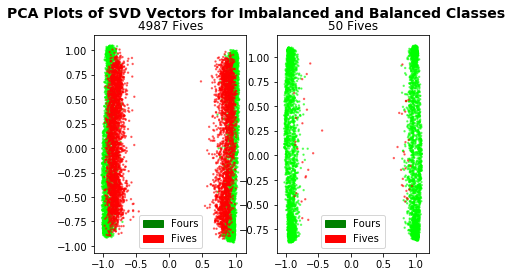 PCA Plots of SVD Vectors for Imbalanced and Balanced Classes
4987 Fives
50 Fives
1.00
0.75
0.50
0.25
0.00
−0.25
−0.50
−0.75
−1.00
−1.0 −0.5 0.0 0.5 1.0
Fours
Fives
1.00
0.75
0.50
0.25
0.00
−0.25
−0.50
−0.75
−1.0 −0.5 0.0 0.5 1.0
Fours
Fives